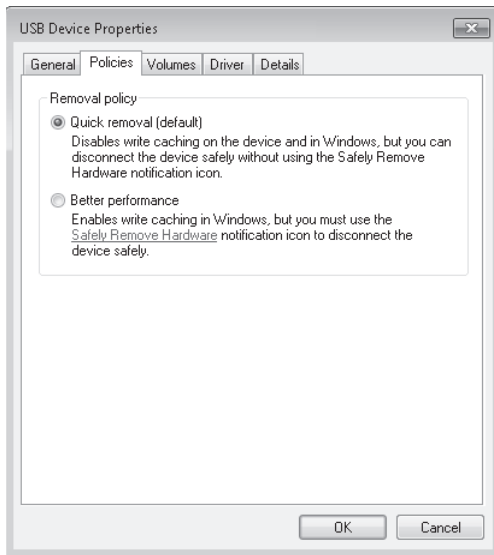 USB Device Properties
General Policies Volumes Driver Details
Removal policy
Quick removal (default)
Disables write caching on the device and in Windows, but you can
disconnect the device safely without using the Safely Remove
Hardware notification icon.
Better performance
Enables write caching in Windows, but you must use the
Safely Remove Hardware notification icon to disconnect the
device safely.
OK Cancel